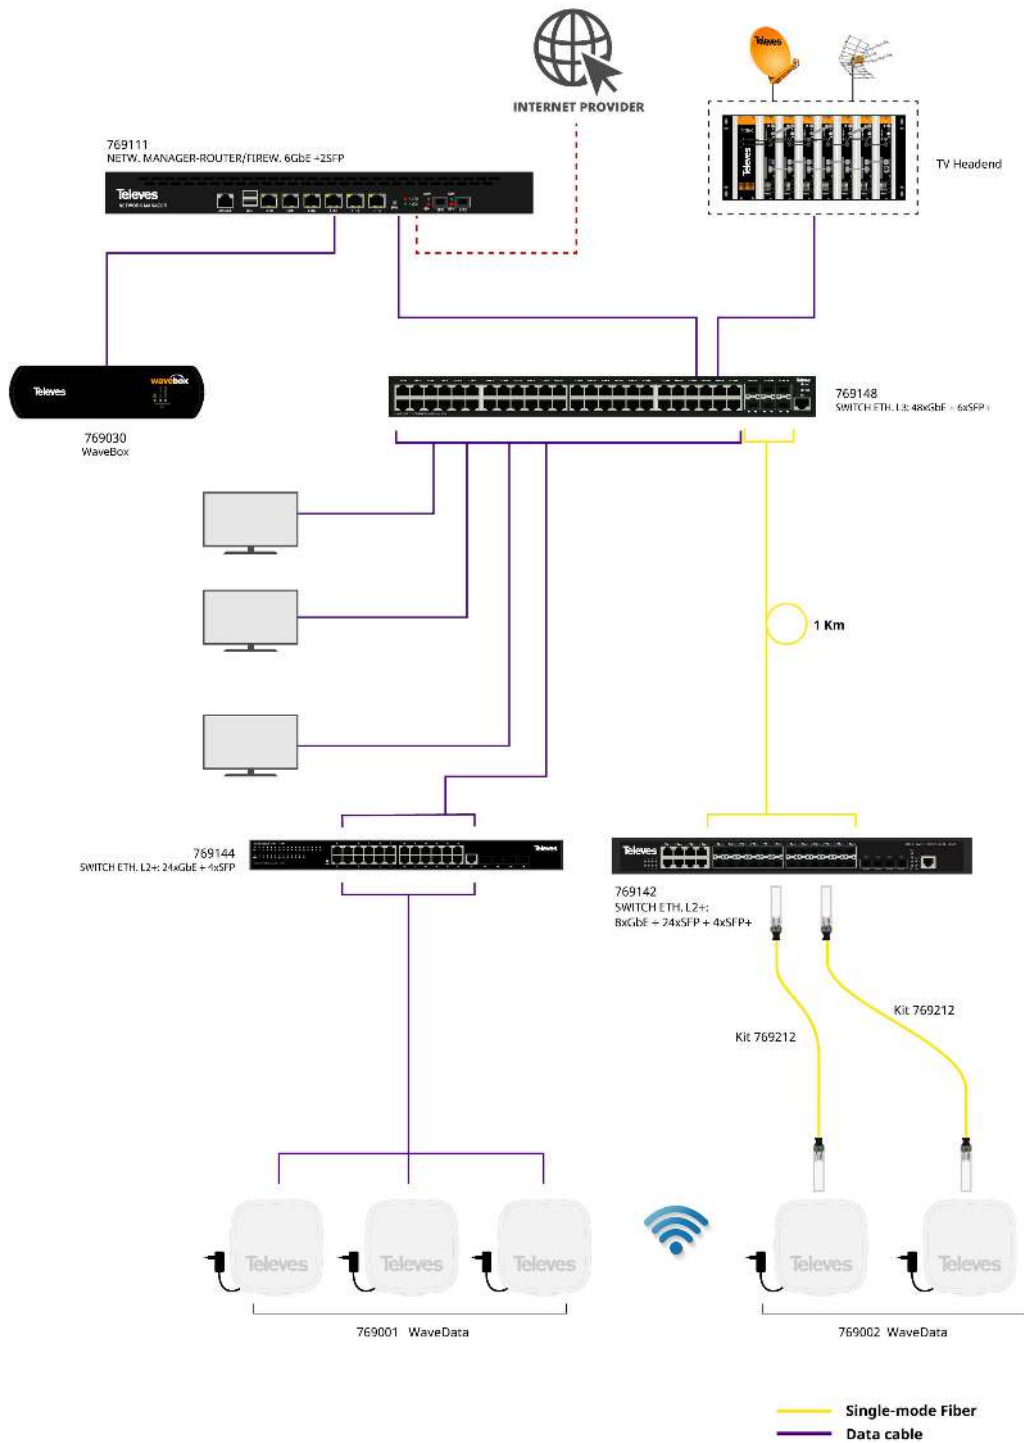 Televes
INTERNET PROVIDER
769111
NETW. MANAGER-ROUTER/FIREW. 6GbE +2SFP
Televes
NETWORK MANAGER
TV Headend
Televes
wavebox
769030
WaveBox
769148
SWITCH ETH. L3: 48xGbE + 6xSFP+
1 Km
769144
SWITCH ETH. L2+: 24xGbE + 4xSFP
Televes
Televes
769142
SWITCH ETH. L2+:
8xGbE + 24xSFP + 4xSFP+
Kit 769212
Kit 769212
Televes
Televes
Televes
Televes
Televes
769001 WaveData
769002 WaveData
Single-mode Fiber
Data cable